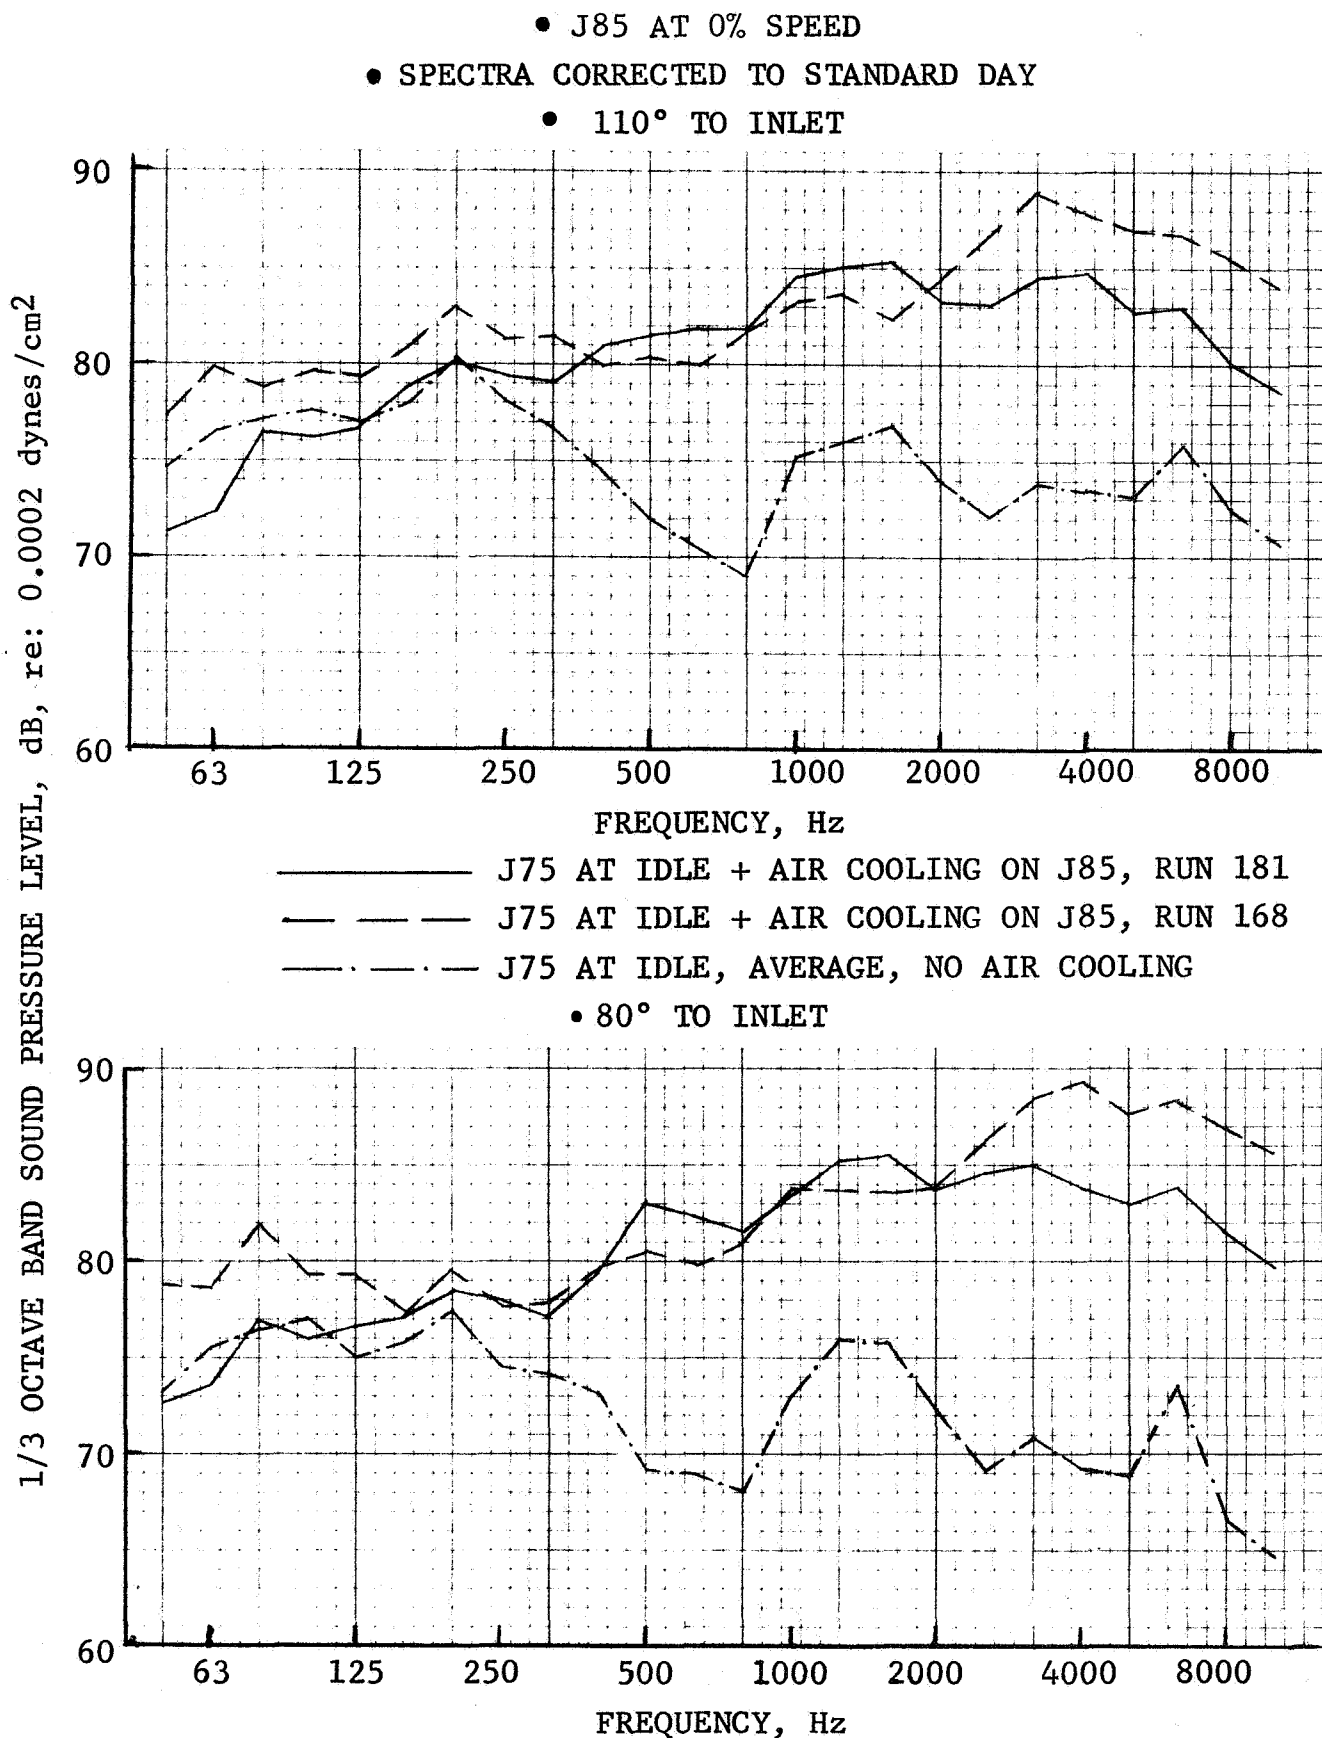 • J85 AT 0% SPEED
• SPECTRA CORRECTED TO STANDARD DAY
• 110° TO INLET
90
80
70
60
63 125 250 500 1000 2000 4000 8000
FREQUENCY, Hz
1/3 OCTAVE BAND SOUND PRESSURE LEVEL, dB, re: 0.0002 dynes/cm²
J75 AT IDLE + AIR COOLING ON J85, RUN 181
J75 AT IDLE + AIR COOLING ON J85, RUN 168
J75 AT IDLE, AVERAGE, NO AIR COOLING
• 80° TO INLET
90
80
70
60
63 125 250 500 1000 2000 4000 8000
FREQUENCY, Hz